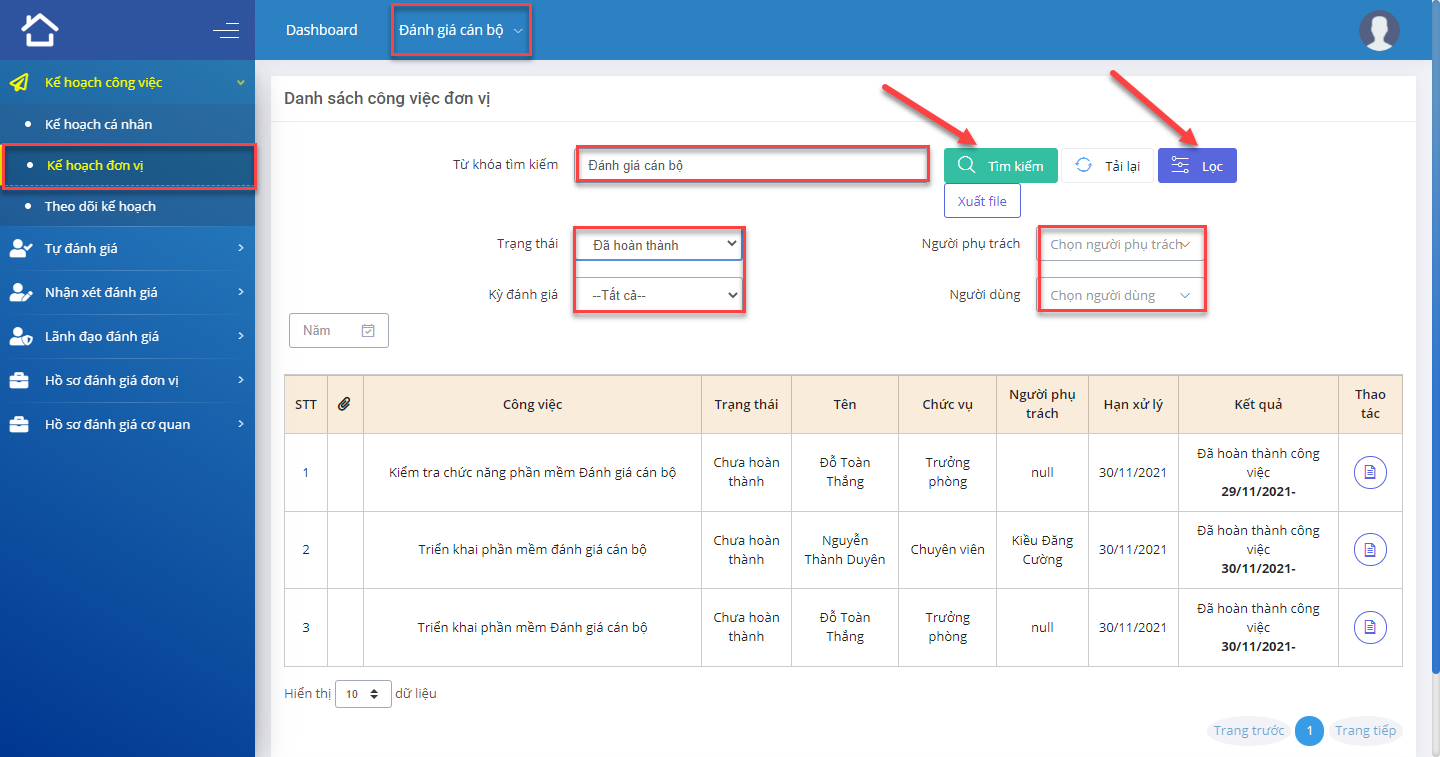 Dashboard
Đánh giá cán bộ
Kế hoạch công việc
Kế hoạch cá nhân
Kế hoạch đơn vị
Theo dõi kế hoạch
Tự đánh giá
Nhận xét đánh giá
Lãnh đạo đánh giá
Hồ sơ đánh giá đơn vị
Hồ sơ đánh giá cơ quan
Danh sách công việc đơn vị
Từ khóa tìm kiếm
Đánh giá cán bộ
Tìm kiếm
Tải lại
Lọc
Xuất file
Trạng thái
Đã hoàn thành
Người phụ trách
Chọn người phụ trách
Kỳ đánh giá
--Tất cả--
Người dùng
Chọn người dùng
Năm
STT
Công việc
Trạng thái
Tên
Chức vụ
Người phụ
trách
Hạn xử lý
Kết quả
Thao
tác
1
Kiểm tra chức năng phần mềm Đánh giá cán bộ
Chưa hoàn
thành
Đỗ Toàn
Thắng
Trưởng
phòng
null
30/11/2021
Đã hoàn thành công
việc
29/11/2021-
2
Triển khai phần mềm đánh giá cán bộ
Chưa hoàn
thành
Nguyễn
Thành Duyên
Chuyên viên
Kiều Đăng
Cường
30/11/2021
Đã hoàn thành công
việc
30/11/2021-
3
Triển khai phần mềm Đánh giá cán bộ
Chưa hoàn
thành
Đỗ Toàn
Thắng
Trưởng
phòng
null
30/11/2021
Đã hoàn thành công
việc
30/11/2021-
Hiển thị 10 dữ liệu
Trang trước 1 Trang tiếp